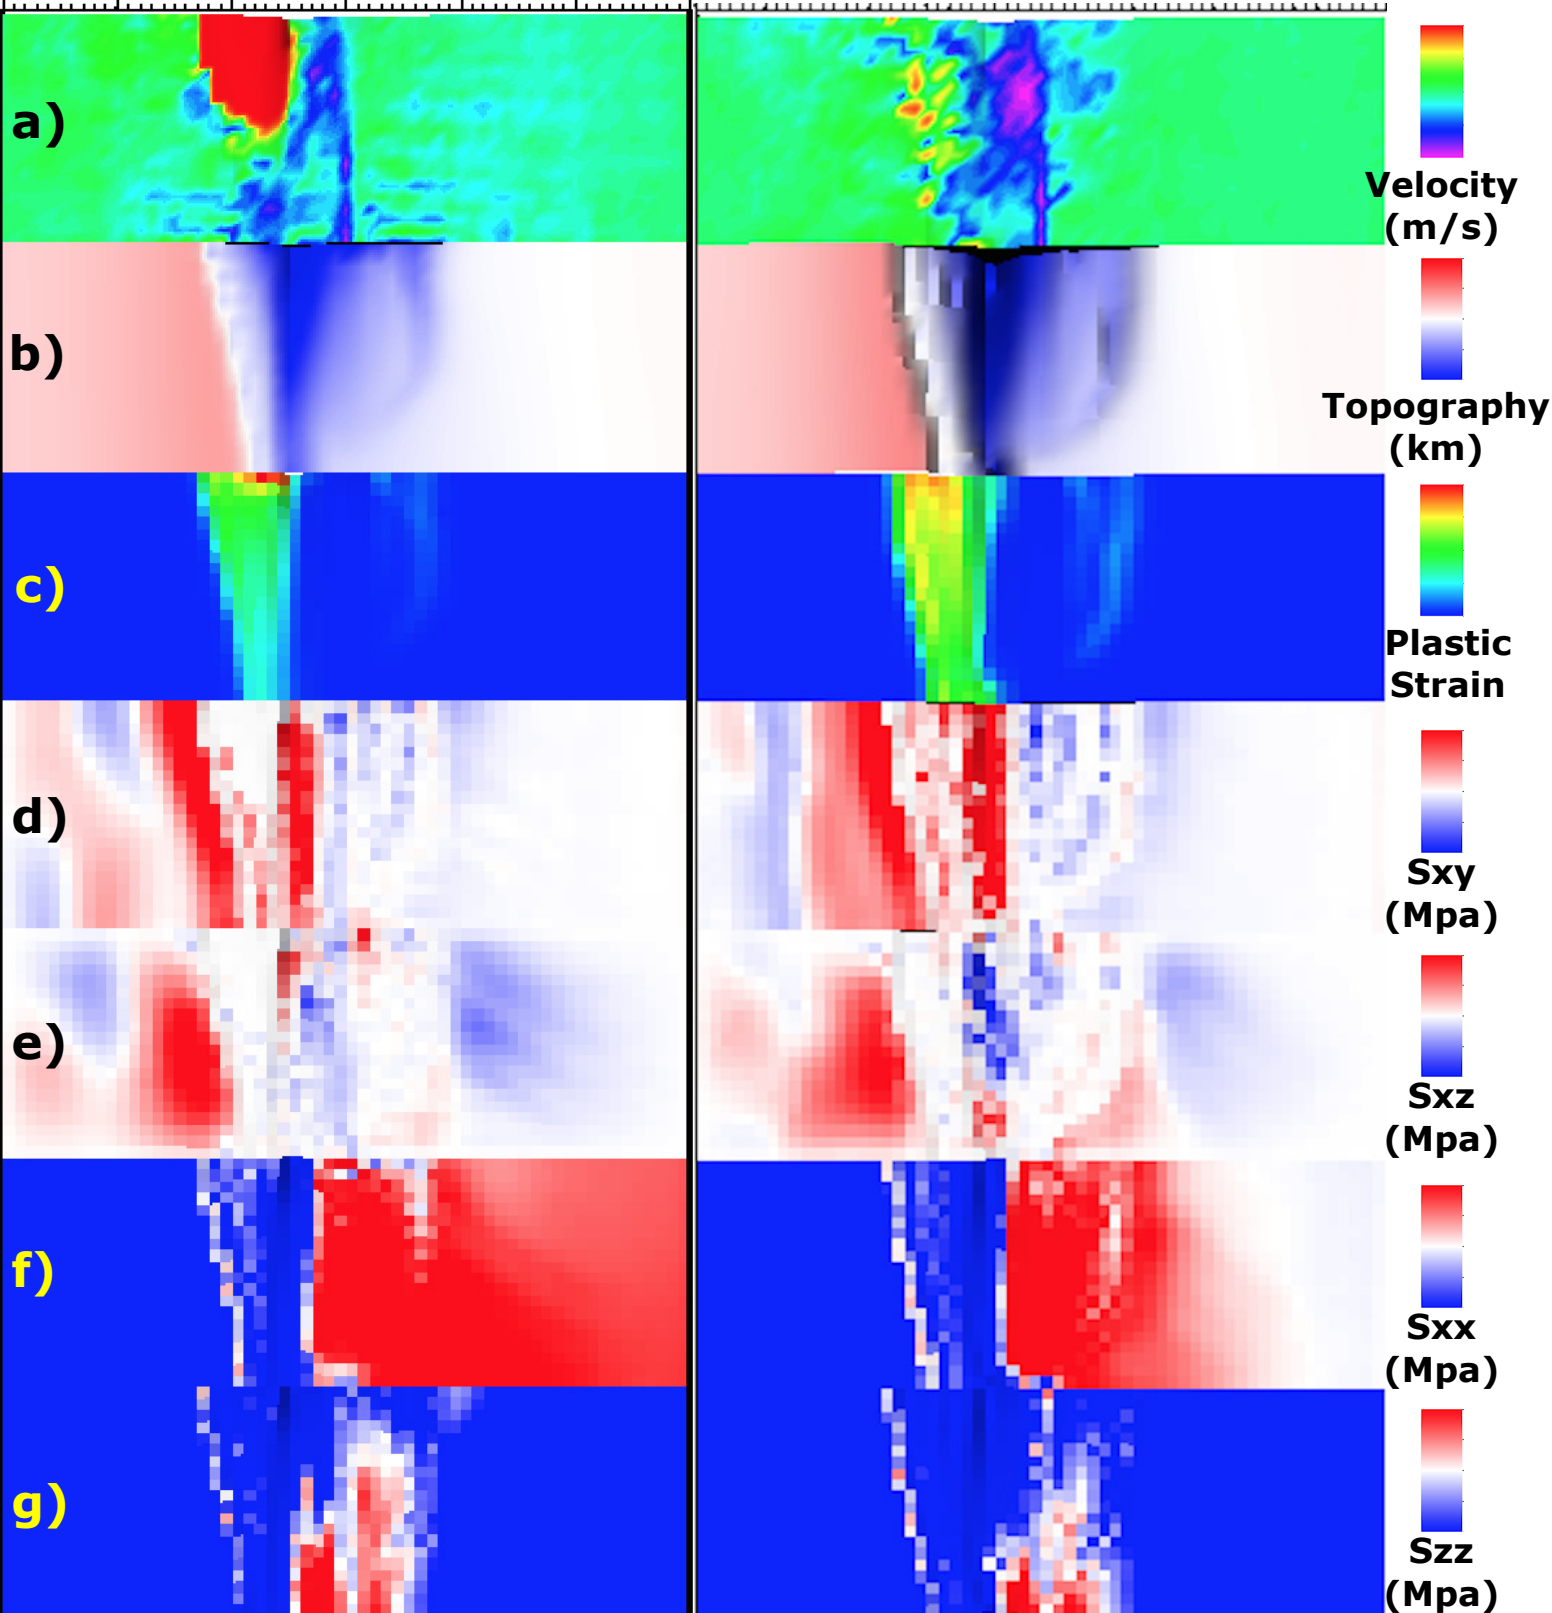 a)
Velocity
(m/s)
b)
Topography
(km)
c)
Plastic
Strain
d)
Sxy
(Mpa)
e)
Sxz
(Mpa)
f)
Sxx
(Mpa)
g)
Szz
(Mpa)